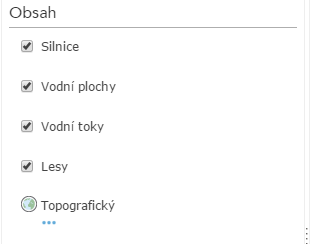 Obsah
Silnice
Vodní plochy
Vodní toky
Lesy
Topografický